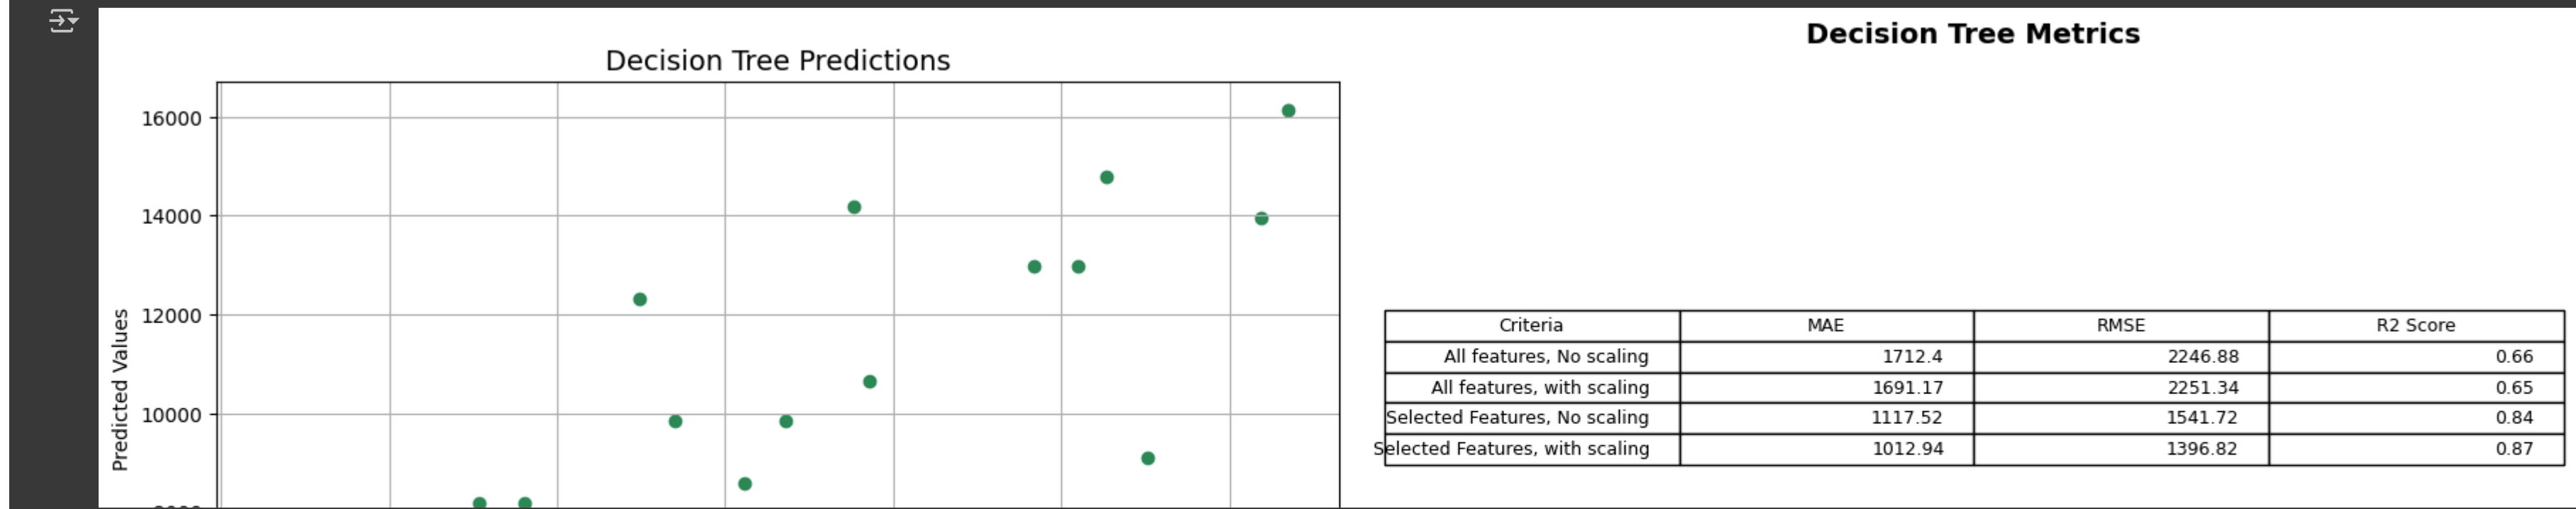 Decision Tree Metrics
Decision Tree Predictions
16000
14000
12000
10000
Predicted Values
Criteria MAE RMSE R2 Score
All features, No scaling 1712.4 2246.88 0.66
All features, with scaling 1691.17 2251.34 0.65
Selected Features, No scaling 1117.52 1541.72 0.84
Selected Features, with scaling 1012.94 1396.82 0.87